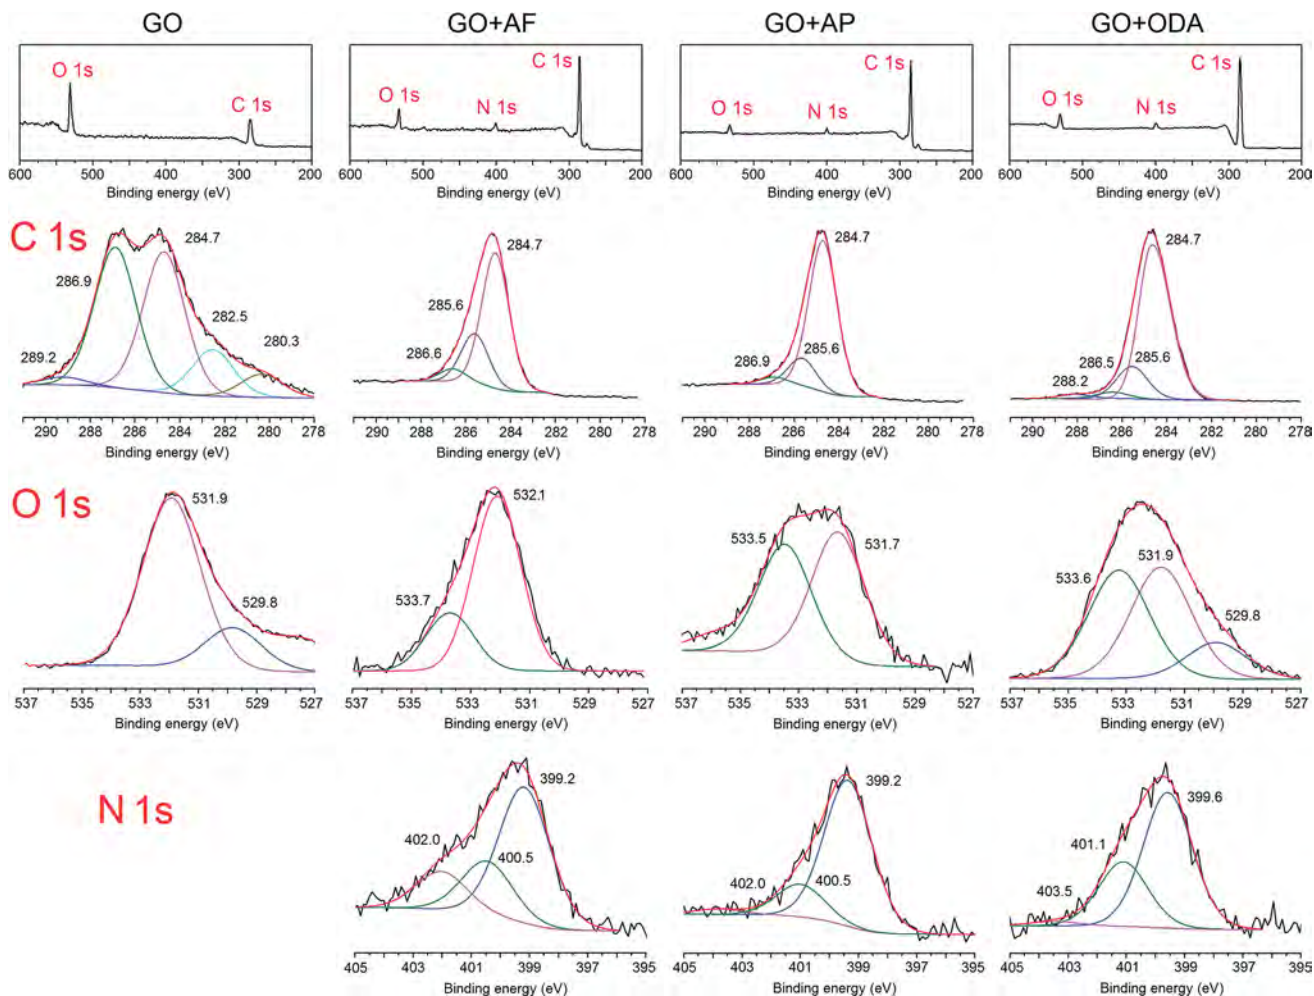 GO GO+AF GO+AP GO+ODA
O 1s C 1s
O 1s N 1s C 1s
O 1s N 1s C 1s
O 1s N 1s C 1s
600 500 400 300 200 600 500 400 300 200 600 500 400 300 200 600 500 400 300 200
Binding energy (eV) Binding energy (eV) Binding energy (eV) Binding energy (eV)
C 1s
289.2 286.9 284.7 282.5 280.3
286.6 285.6 284.7
286.9 285.6 284.7
288.2 286.5 285.6 284.7
290 288 286 284 282 280 278 290 288 286 284 282 280 278 290 288 286 284 282 280 278 290 288 286 284 282 280 278
Binding energy (eV) Binding energy (eV) Binding energy (eV) Binding energy (eV)
O 1s
531.9 529.8
533.7 532.1
533.5 531.7
533.6 531.9 529.8
537 535 533 531 529 527 537 535 533 531 529 527 537 535 533 531 529 527 537 535 533 531 529 527
Binding energy (eV) Binding energy (eV) Binding energy (eV) Binding energy (eV)
N 1s
402.0 400.5 399.2
402.0 400.5 399.2
403.5 401.1 399.6
405 403 401 399 397 395 405 403 401 399 397 395 405 403 401 399 397 395
Binding energy (eV) Binding energy (eV) Binding energy (eV)